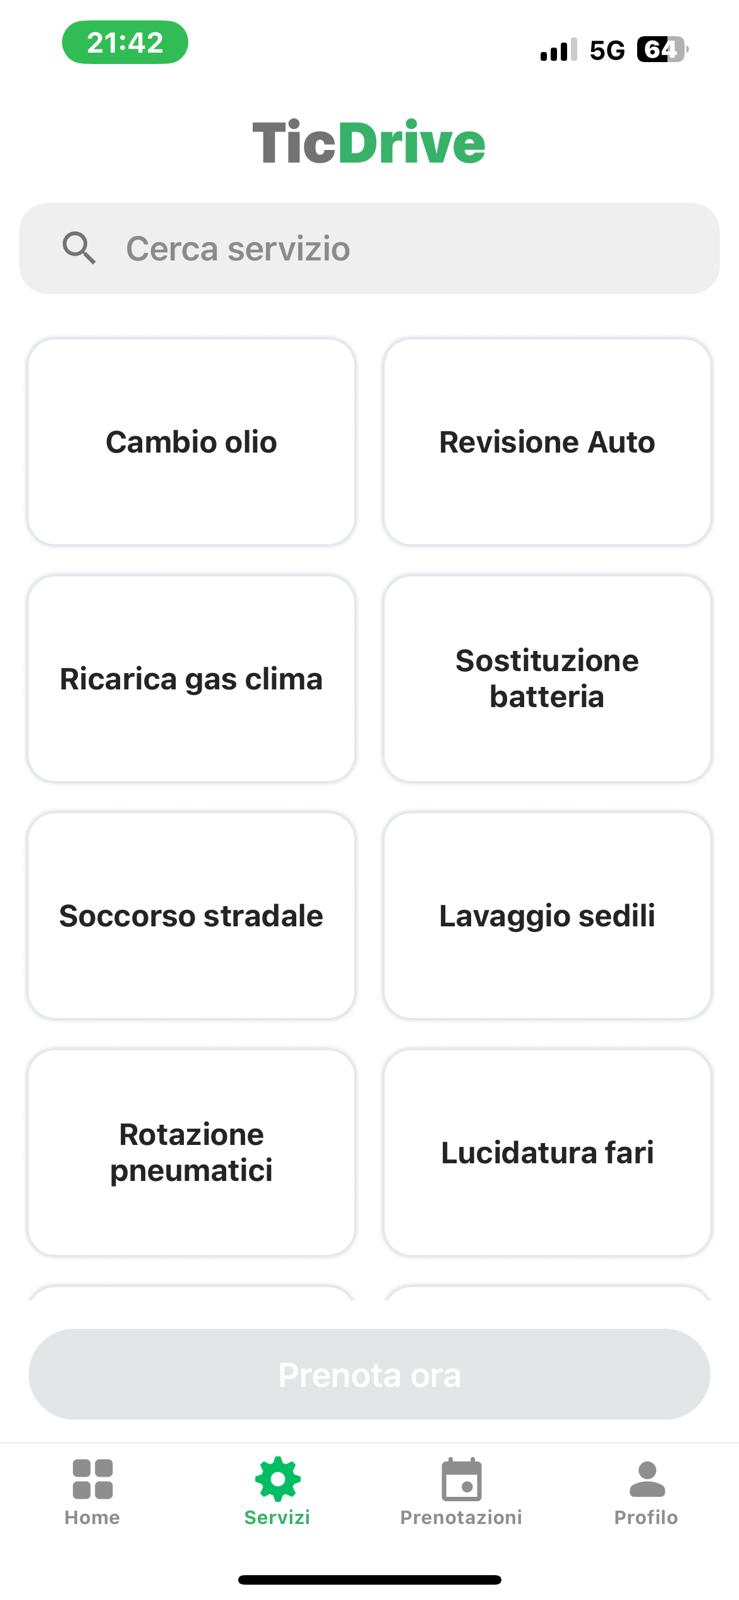 21:42
5G
64
TicDrive
Cerca servizio
Cambio olio
Revisione Auto
Ricarica gas clima
Sostituzione
batteria
Soccorso stradale
Lavaggio sedili
Rotazione
pneumatici
Lucidatura fari
Prenota ora
Home
Servizi
Prenotazioni
Profilo